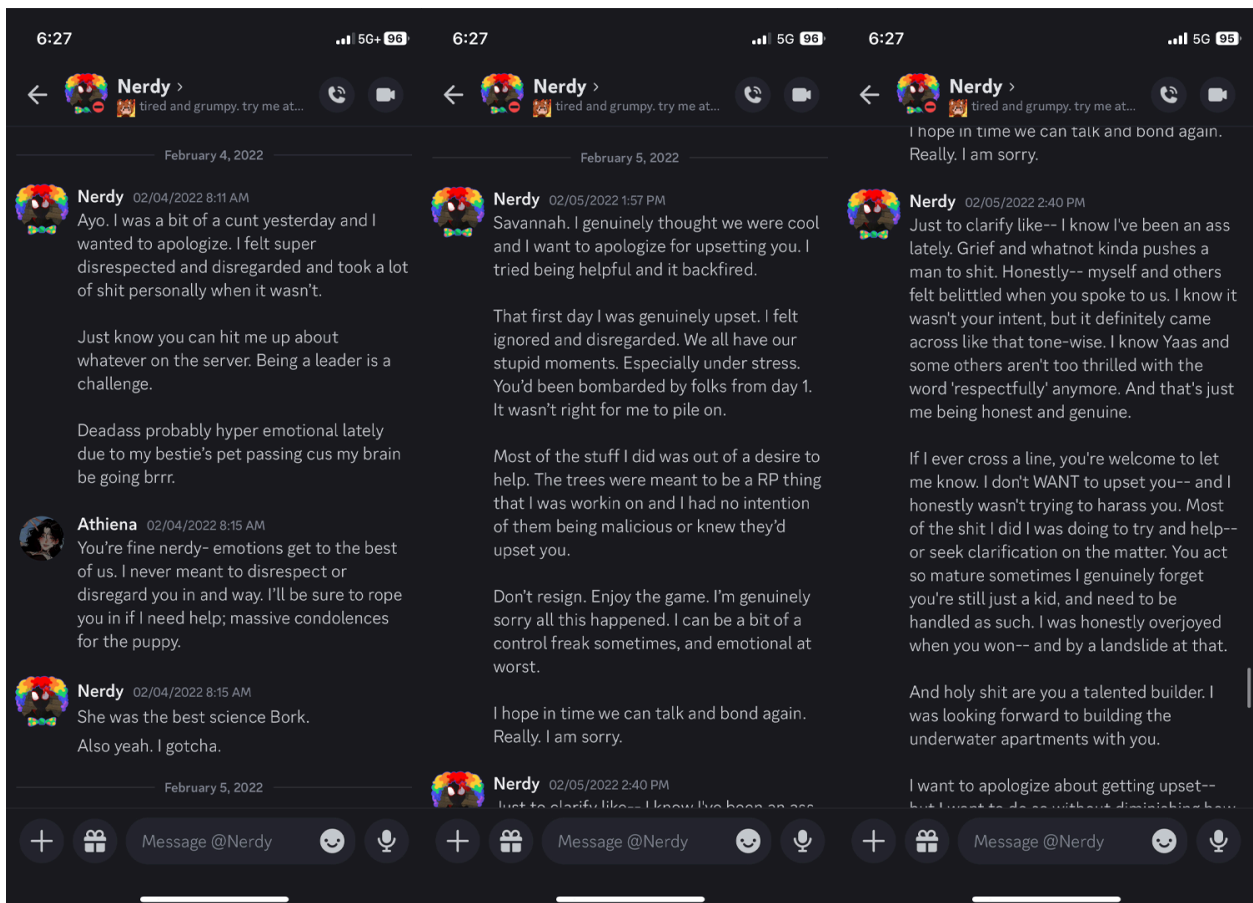 6:27
5G+ 96
Nerdy >
tired and grumpy. try me at...
February 4, 2022
Nerdy 02/04/2022 8:11 AM
Ayo. I was a bit of a cunt yesterday and I
wanted to apologize. I felt super
disrespected and disregarded and took a lot
of shit personally when it wasn't.
Just know you can hit me up about
whatever on the server. Being a leader is a
challenge.
Deadass probably hyper emotional lately
due to my bestie's pet passing cus my brain
be going brrr.
Athiena 02/04/2022 8:15 AM
You're fine nerdy- emotions get to the best
of us. I never meant to disrespect or
disregard you in and way. I'll be sure to rope
you in if I need help; massive condolences
for the puppy.
Nerdy 02/04/2022 8:15 AM
She was the best science Bork.
Also yeah. I gotcha.
February 5, 2022
Message @Nerdy
6:27
5G 96
Nerdy >
tired and grumpy. try me at...
February 5, 2022
Nerdy 02/05/2022 1:57 PM
Savannah. I genuinely thought we were cool
and I want to apologize for upsetting you. I
tried being helpful and it backfired.
That first day I was genuinely upset. I felt
ignored and disregarded. We all have our
stupid moments. Especially under stress.
You'd been bombarded by folks from day 1.
It wasn't right for me to pile on.
Most of the stuff I did was out of a desire to
help. The trees were meant to be a RP thing
that I was workin on and I had no intention
of them being malicious or knew they'd
upset you.
Don't resign. Enjoy the game. I'm genuinely
sorry all this happened. I can be a bit of a
control freak sometimes, and emotional at
worst.
I hope in time we can talk and bond again.
Really. I am sorry.
Nerdy 02/05/2022 2:40 PM
Just to clarify like-- I know I've been an ass
Message @Nerdy
6:27
5G 95
Nerdy >
tired and grumpy. try me at...
I hope in time we can talk and bond again.
Really. I am sorry.
Nerdy 02/05/2022 2:40 PM
Just to clarify like-- I know I've been an ass
lately. Grief and whatnot kinda pushes a
man to shit. Honestly-- myself and others
felt belittled when you spoke to us. I know it
wasn't your intent, but it definitely came
across like that tone-wise. I know Yaas and
some others aren't too thrilled with the
word 'respectfully' anymore. And that's just
me being honest and genuine.
If I ever cross a line, you're welcome to let
me know. I don't WANT to upset you-- and I
honestly wasn't trying to harass you. Most
of the shit I did I was doing to try and help--
or seek clarification on the matter. You act
so mature sometimes I genuinely forget
you're still just a kid, and need to be
handled as such. I was honestly overjoyed
when you won-- and by a landslide at that.
And holy shit are you a talented builder. I
was looking forward to building the
underwater apartments with you.
I want to apologize about getting upset--
but I want to do so without diminishing how
Message @Nerdy